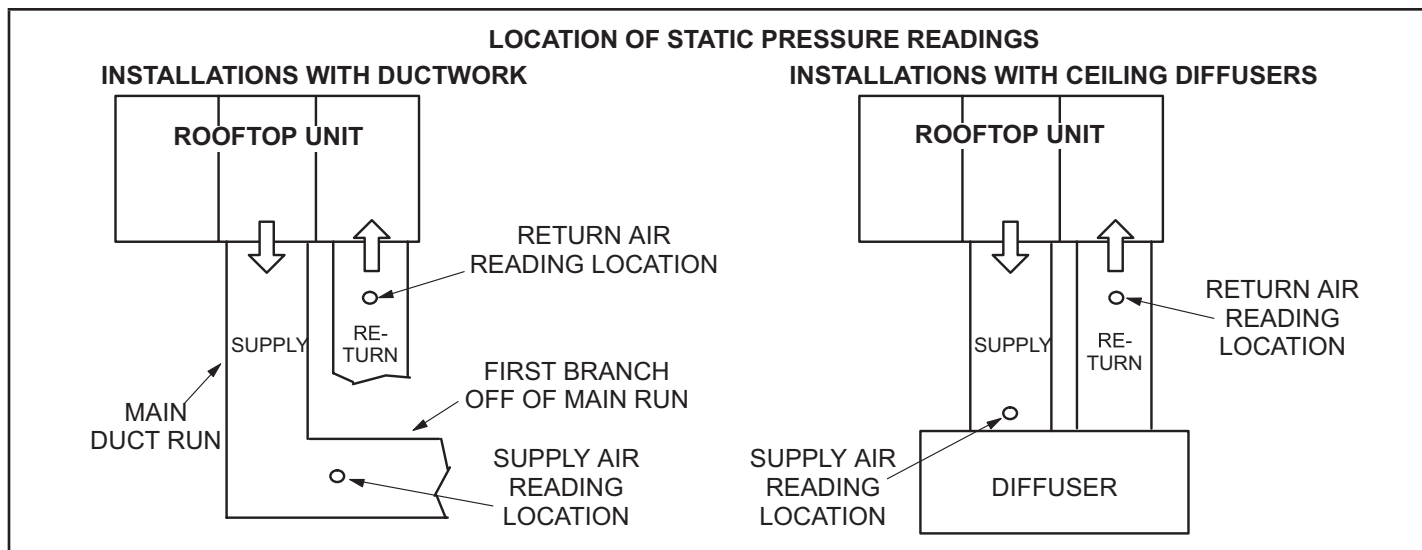 LOCATION OF STATIC PRESSURE READINGS
INSTALLATIONS WITH DUCTWORK
ROOFTOP UNIT
RETURN AIR
READING LOCATION
SUPPLY
RE-
TURN
FIRST BRANCH
OFF OF MAIN RUN
MAIN
DUCT RUN
SUPPLY AIR
READING
LOCATION
INSTALLATIONS WITH CEILING DIFFUSERS
ROOFTOP UNIT
RETURN AIR
READING
LOCATION
SUPPLY
RE-
TURN
SUPPLY AIR
READING
LOCATION
DIFFUSER